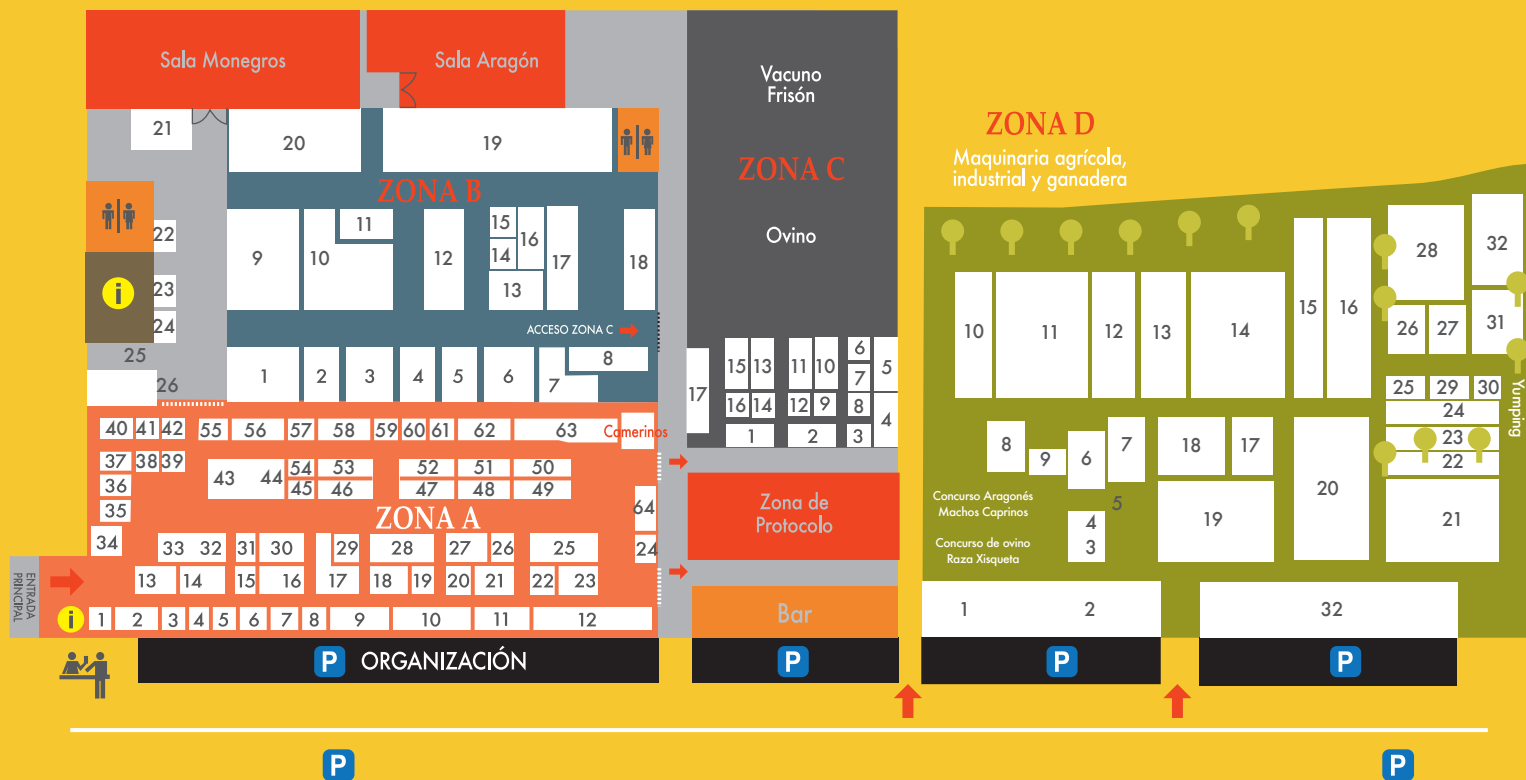 Sala Monegros
Sala Aragón
21
20
19
ZONA B
22
23
24
25
26
9
10
11
12
15
14
16
13
17
18
ACCESO ZONA C
1
2
3
4
5
6
7
8
40 41 42 55 56 57 58 59 60 61 62 63
Camerinos
37 38 39
36
35
34
43 44 54 53 52 51 50
45 46 47 48 49
64
24
ZONA A
33 32 31 30 29 28 27 26 25
13 14 15 16 17 18 19 20 21 22 23
1 2 3 4 5 6 7 8 9 10 11 12
ENTRADA
PRINCIPAL
i
i
P ORGANIZACIÓN
Vacuno
Frisón
ZONA C
Ovino
17
15 13 11 10 6 5
7
16 14 12 9 8 4
1 2 3
Zona de
Protocolo
Bar
P
ZONA D
Maquinaria agrícola,
industrial y ganadera
10 11 12 13 14 15 16
28 32
26 27 31
25 29 30
24
23
22
21
Yumping
8 9 6 7 18 17
5
4
3
19
20
Concurso Aragonés
Machos Caprinos
Concurso de ovino
Raza Xisqueta
1 2
32
P
P
P
P